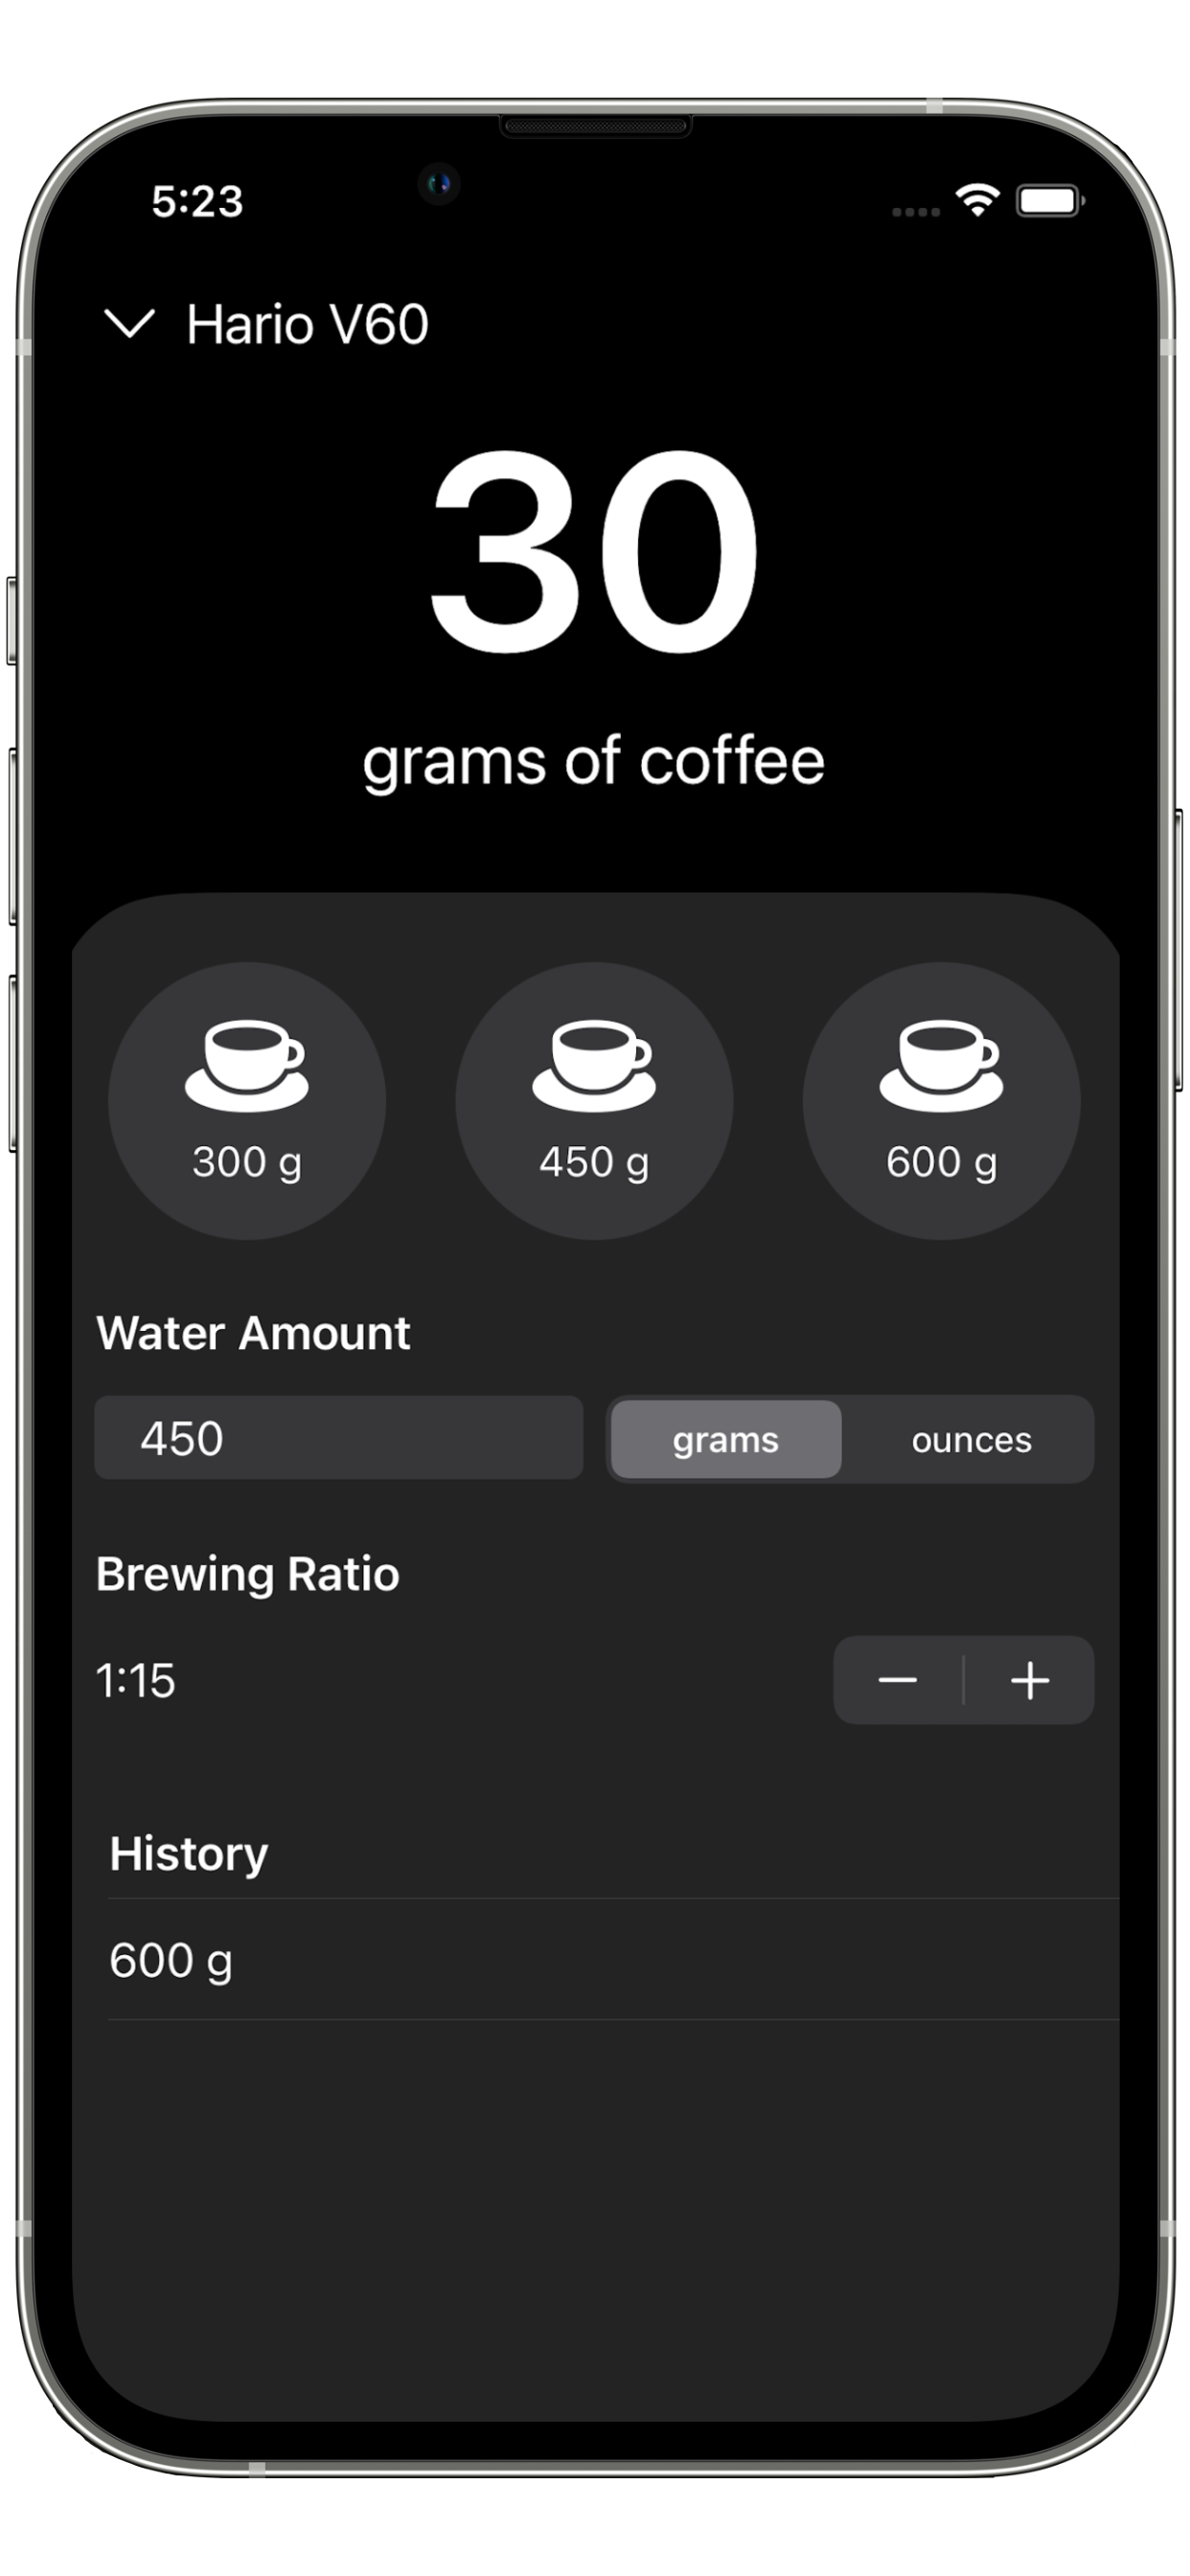 5:23
Hario V60
30
grams of coffee
300 g
450 g
600 g
Water Amount
450
grams
ounces
Brewing Ratio
1:15
History
600 g